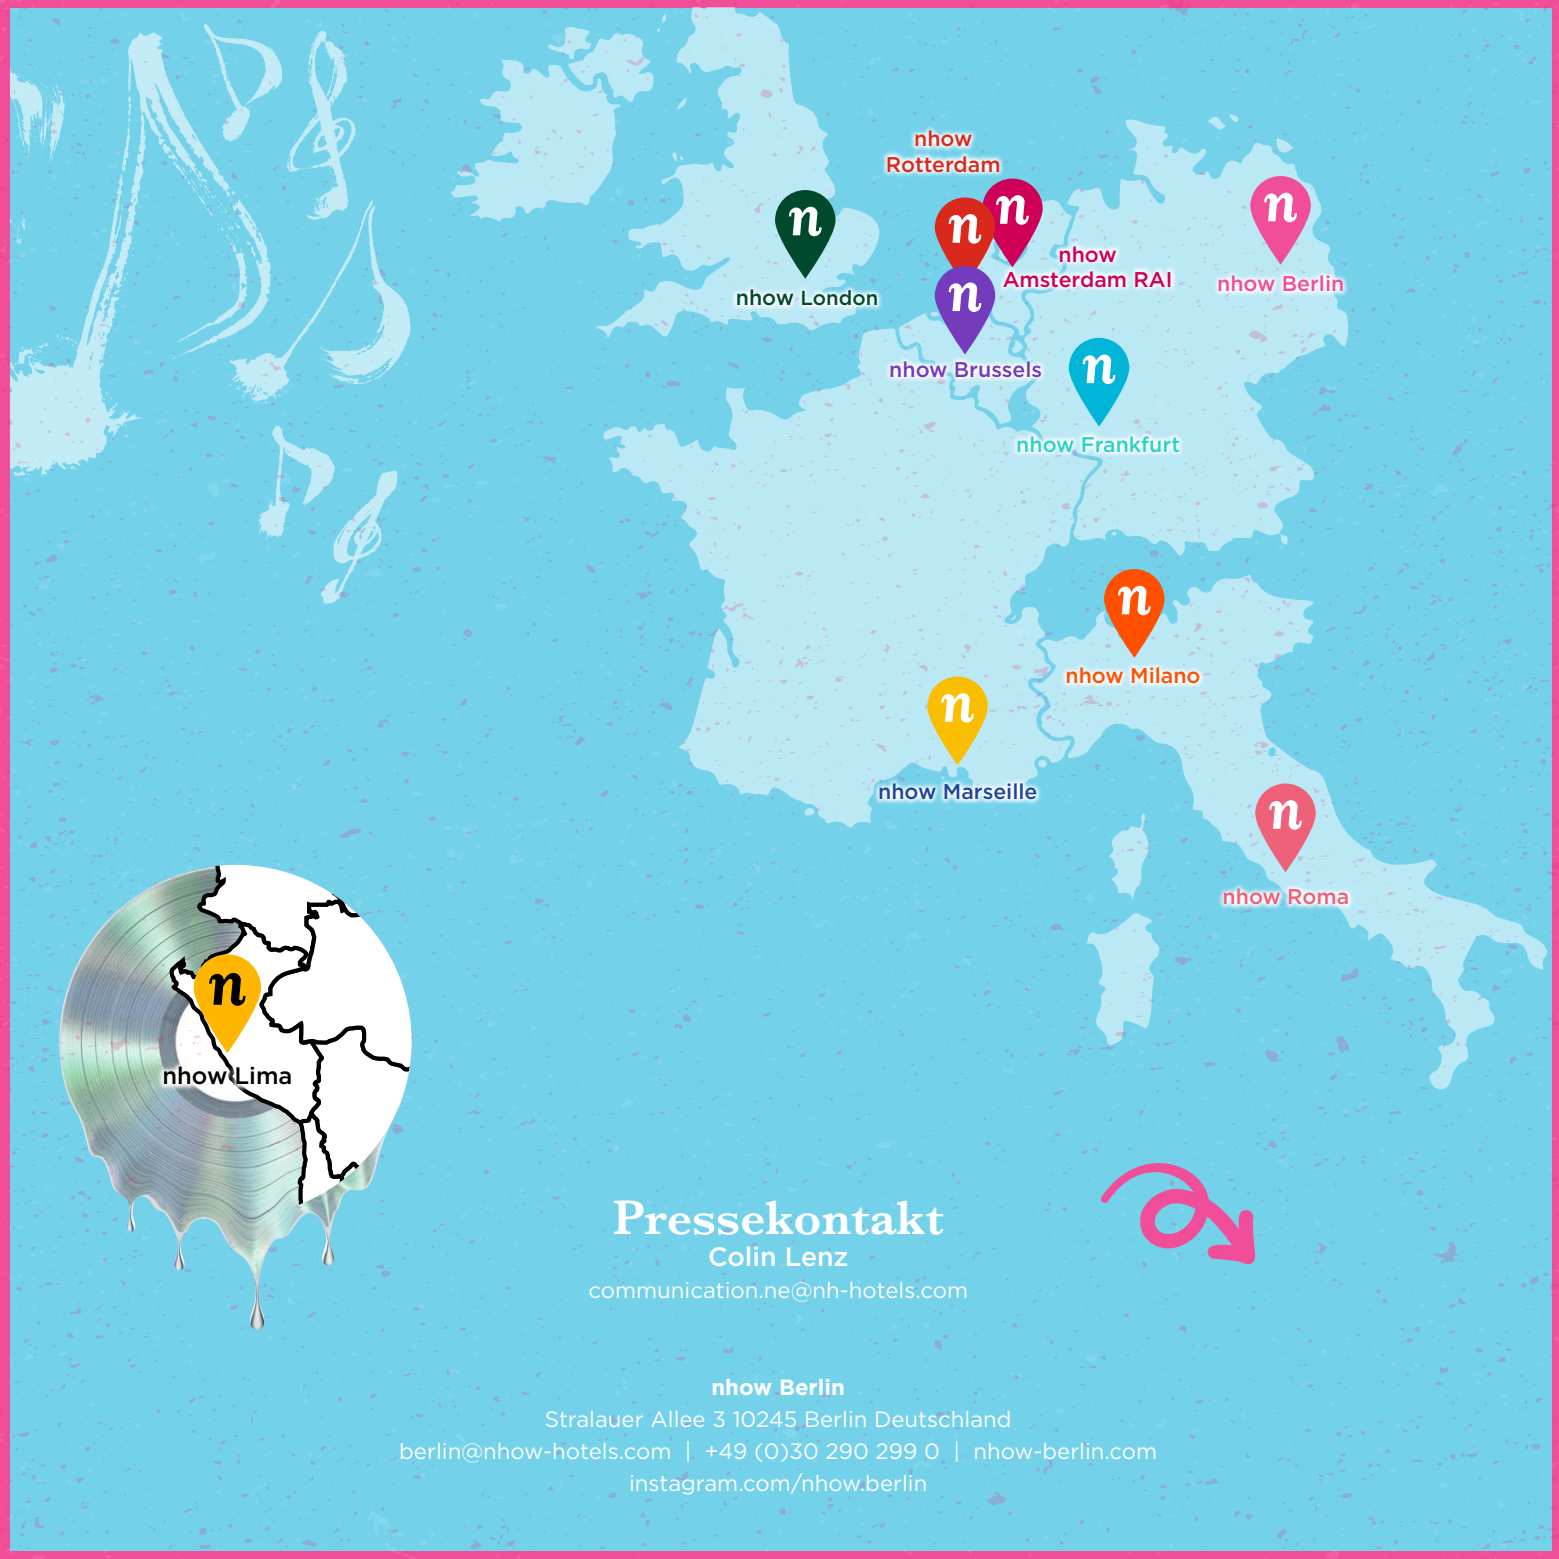 nhow
Rotterdam
n
n
n
n
nhow
Amsterdam RAI
nhow London
nhow Berlin
n
nhow Brussels
n
nhow Frankfurt
n
nhow Milano
n
nhow Marseille
n
nhow Roma
n
nhow Lima
Pressekontakt
Colin Lenz
communication.ne@nh-hotels.com
nhow Berlin
Stralauer Allee 3 10245 Berlin Deutschland
berlin@nhow-hotels.com | +49 (0)30 290 299 0 | nhow-berlin.com
instagram.com/nhow.berlin